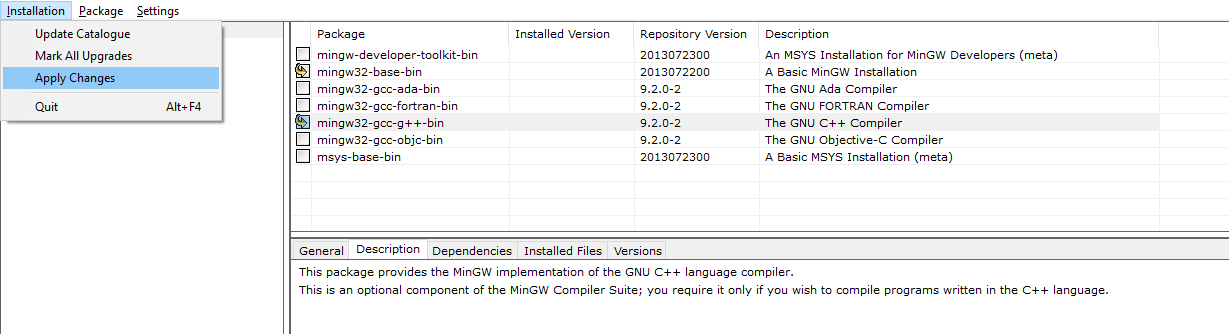 Installation Package Settings
Update Catalogue
Mark All Upgrades
Apply Changes
Quit Alt+F4
Package Installed Version Repository Version Description
mingw-developer-toolkit-bin 2013072300 An MSYS Installation for MinGW Developers (meta)
mingw32-base-bin 2013072200 A Basic MinGW Installation
mingw32-gcc-ada-bin 9.2.0-2 The GNU Ada Compiler
mingw32-gcc-fortran-bin 9.2.0-2 The GNU FORTRAN Compiler
mingw32-gcc-g++-bin 9.2.0-2 The GNU C++ Compiler
mingw32-gcc-objc-bin 9.2.0-2 The GNU Objective-C Compiler
msys-base-bin 2013072300 A Basic MSYS Installation (meta)
General Description Dependencies Installed Files Versions
This package provides the MinGW implementation of the GNU C++ language compiler.
This is an optional component of the MinGW Compiler Suite; you require it only if you wish to compile programs written in the C++ language.